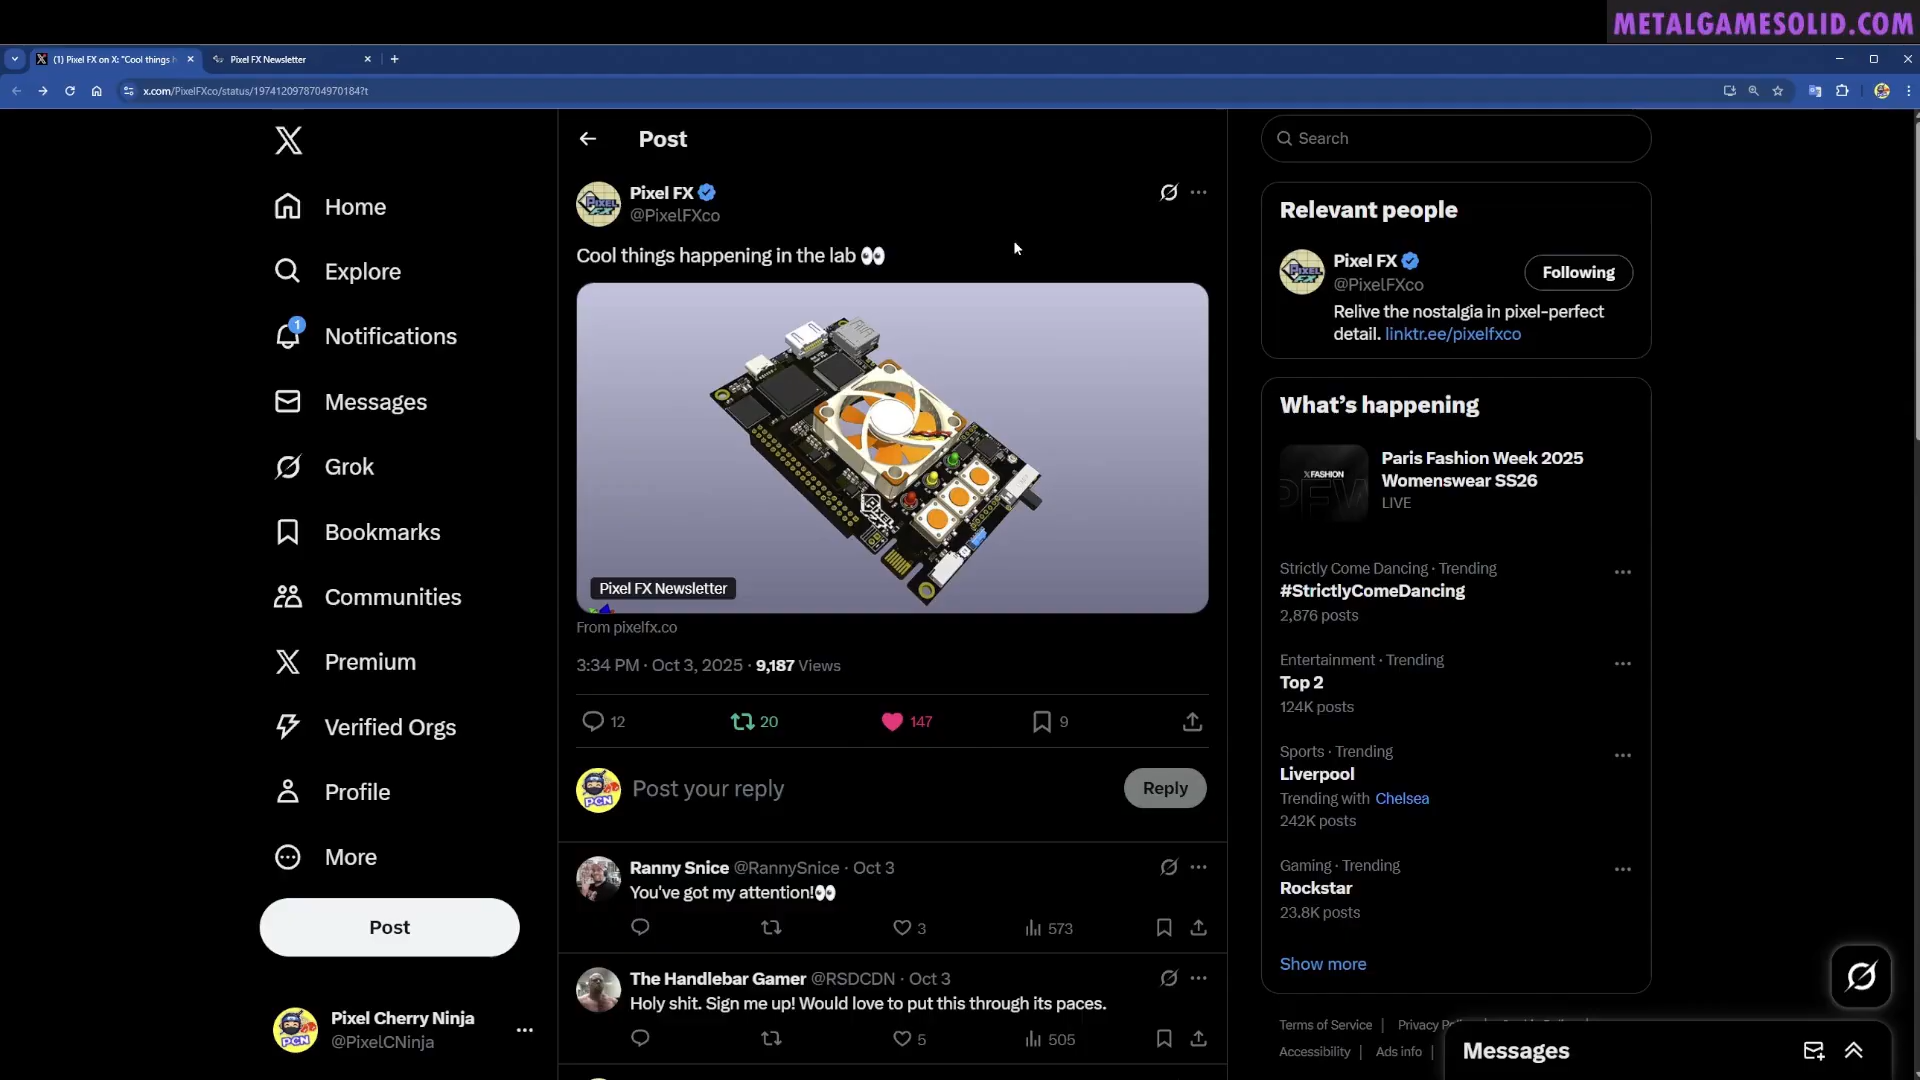 METALGAMESOLID.COM
(1) Pixel FX on X: "Cool things h
Pixel FX Newsletter
x.com/PixelFXco/status/1974120978704970184?t
Post
Search
Home
Explore
1
Notifications
Messages
Grok
Bookmarks
Communities
Premium
Verified Orgs
Profile
More
Post
Pixel Cherry Ninja
@PixelCNinja
Pixel FX
@PixelFXco
Cool things happening in the lab 👀
Pixel FX Newsletter
From pixelfx.co
3:34 PM · Oct 3, 2025 · 9,187 Views
12 20 147 9
PCN
Post your reply
Reply
Ranny Snice @RannySnice · Oct 3
You've got my attention!👀
3 573
The Handlebar Gamer @RSDCDN · Oct 3
Holy shit. Sign me up! Would love to put this through its paces.
5 505
Relevant people
Pixel FX
@PixelFXco
Following
Relive the nostalgia in pixel-perfect
detail. linktr.ee/pixelfxco
What's happening
XFASHION
PFW
Paris Fashion Week 2025
Womenswear SS26
LIVE
Strictly Come Dancing · Trending
#StrictlyComeDancing
2,876 posts
Entertainment · Trending
Top 2
124K posts
Sports · Trending
Liverpool
Trending with Chelsea
242K posts
Gaming · Trending
Rockstar
23.8K posts
Show more
Terms of Service | Privacy
Accessibility | Ads info |
Messages